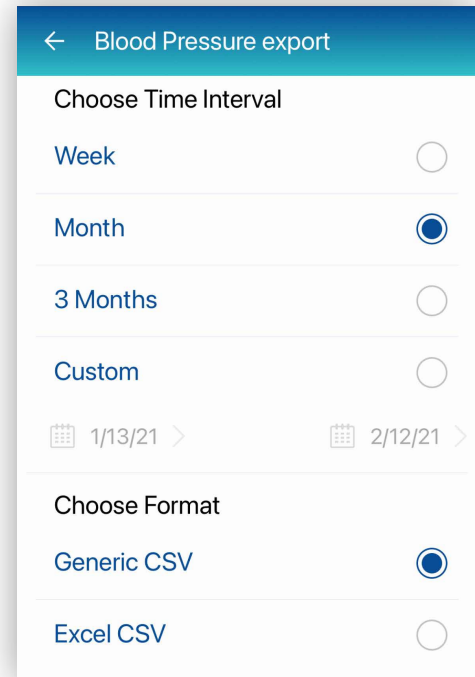 Blood Pressure export
Choose Time Interval
Week
Month
3 Months
Custom
1/13/21 2/12/21
Choose Format
Generic CSV
Excel CSV